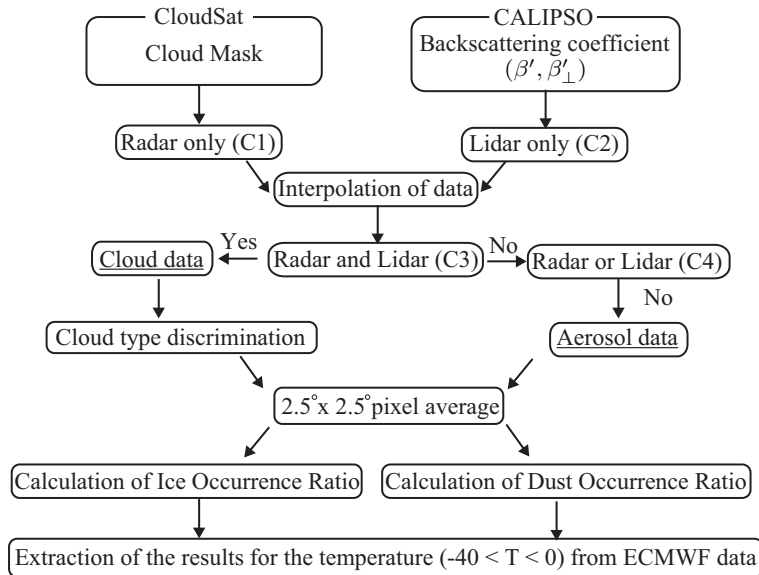 CloudSat
Cloud Mask
CALIPSO
Backscattering coefficient
(β′, β′⊥)
Radar only (C1)
Lidar only (C2)
Interpolation of data
Yes
No
Cloud data
Radar and Lidar (C3)
Radar or Lidar (C4)
No
Cloud type discrimination
Aerosol data
2.5° x 2.5° pixel average
Calculation of Ice Occurrence Ratio
Calculation of Dust Occurrence Ratio
Extraction of the results for the temperature (-40 < T < 0) from ECMWF data